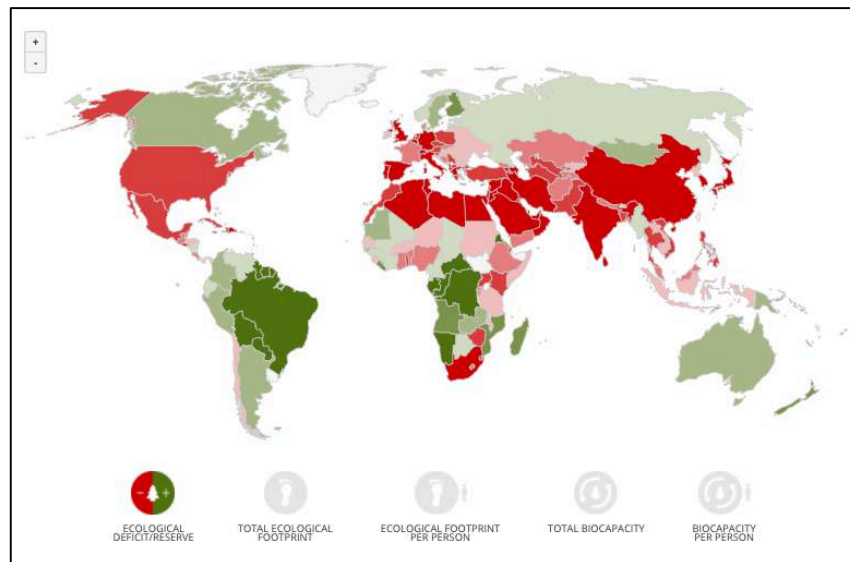 +
-
- +
ECOLOGICAL
DEFICIT/RESERVE
TOTAL ECOLOGICAL
FOOTPRINT
ECOLOGICAL FOOTPRINT
PER PERSON
TOTAL BIOCAPACITY
BIOCAPACITY
PER PERSON